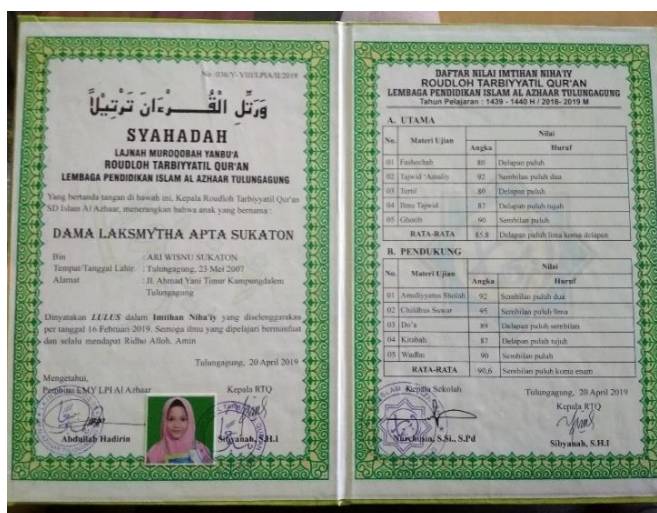 No. 036/Y-VIII/LPIA/II/2019
وَرَتِّلِ الْقُـــرْءَانَ تَرْتِيْلًا
SYAHADAH
LAJNAH MUROQOBAH YANBU'A
ROUDLOH TARBIYYATIL QUR'AN
LEMBAGA PENDIDIKAN ISLAM AL AZHAAR TULUNGAGUNG
Yang bertanda tangan di bawah ini, Kepala Roudloh Tarbiyyatil Qur'an
SD Islam Al Azhaar, menerangkan bahwa anak yang bernama :
DAMA LAKSMYTHA APTA SUKATON
Bin : ARI WISNU SUKATON
Tempat/Tanggal Lahir : Tulungagung, 23 Mei 2007
Alamat : Jl. Ahmad Yani Timur Kampungdalem
Tulungagung
Dinyatakan LULUS dalam Imtihan Niha'iy yang diselenggarakan
per tanggal 16 Februari 2019. Semoga ilmu yang dipelajari bermanfaat
dan selalu mendapat Ridho Alloh. Amin
Tulungagung, 20 April 2019
Mengetahui,
Pembina LMY LPI Al Azhaar Kepala RTQ
Abdullah Hadirin Sibyanah, S.H.I
DAFTAR NILAI IMTIHAN NIHA'IY
ROUDLOH TARBIYYATIL QUR'AN
LEMBAGA PENDIDIKAN ISLAM AL AZHAAR TULUNGAGUNG
Tahun Pelajaran : 1439 - 1440 H / 2018- 2019 M
A. UTAMA
No. Materi Ujian Nilai
Angka Huruf
01 Fashochah 80 Delapan puluh
02 Tajwid 'Amaliy 92 Sembilan puluh dua
03 Tartil 80 Delapan puluh
04 Ilmu Tajwid 87 Delapan puluh tujuh
05 Ghorib 90 Sembilan puluh
RATA-RATA 85,8 Delapan puluh lima koma delapan
B. PENDUKUNG
No. Materi Ujian Nilai
Angka Huruf
01 Amaliyyatus Sholah 92 Sembilan puluh dua
02 Chifdhus Suwar 95 Sembilan puluh lima
03 Do'a 89 Delapan puluh sembilan
04 Kitabah 87 Delapan puluh tujuh
05 Wudhu 90 Sembilan puluh
RATA-RATA 90,6 Sembilan puluh koma enam
Kepala Sekolah Tulungagung, 20 April 2019
Kepala RTQ
Nurchisin, S.Si., S.Pd Sibyanah, S.H.I